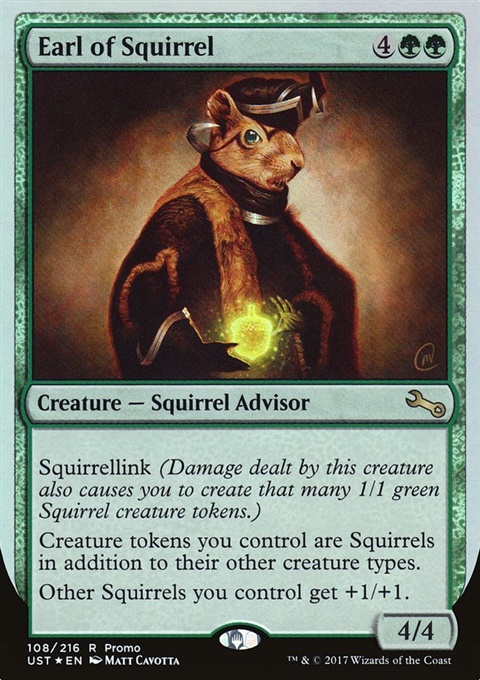 Earl of Squirrel 4
Creature — Squirrel Advisor
Squirrellink (Damage dealt by this creature
also causes you to create that many 1/1 green
Squirrel creature tokens.)
Creature tokens you control are Squirrels
in addition to their other creature types.
Other Squirrels you control get +1/+1.
4/4
108/216 R Promo
UST ★ EN Matt Cavotta
™ & © 2017 Wizards of the Coast